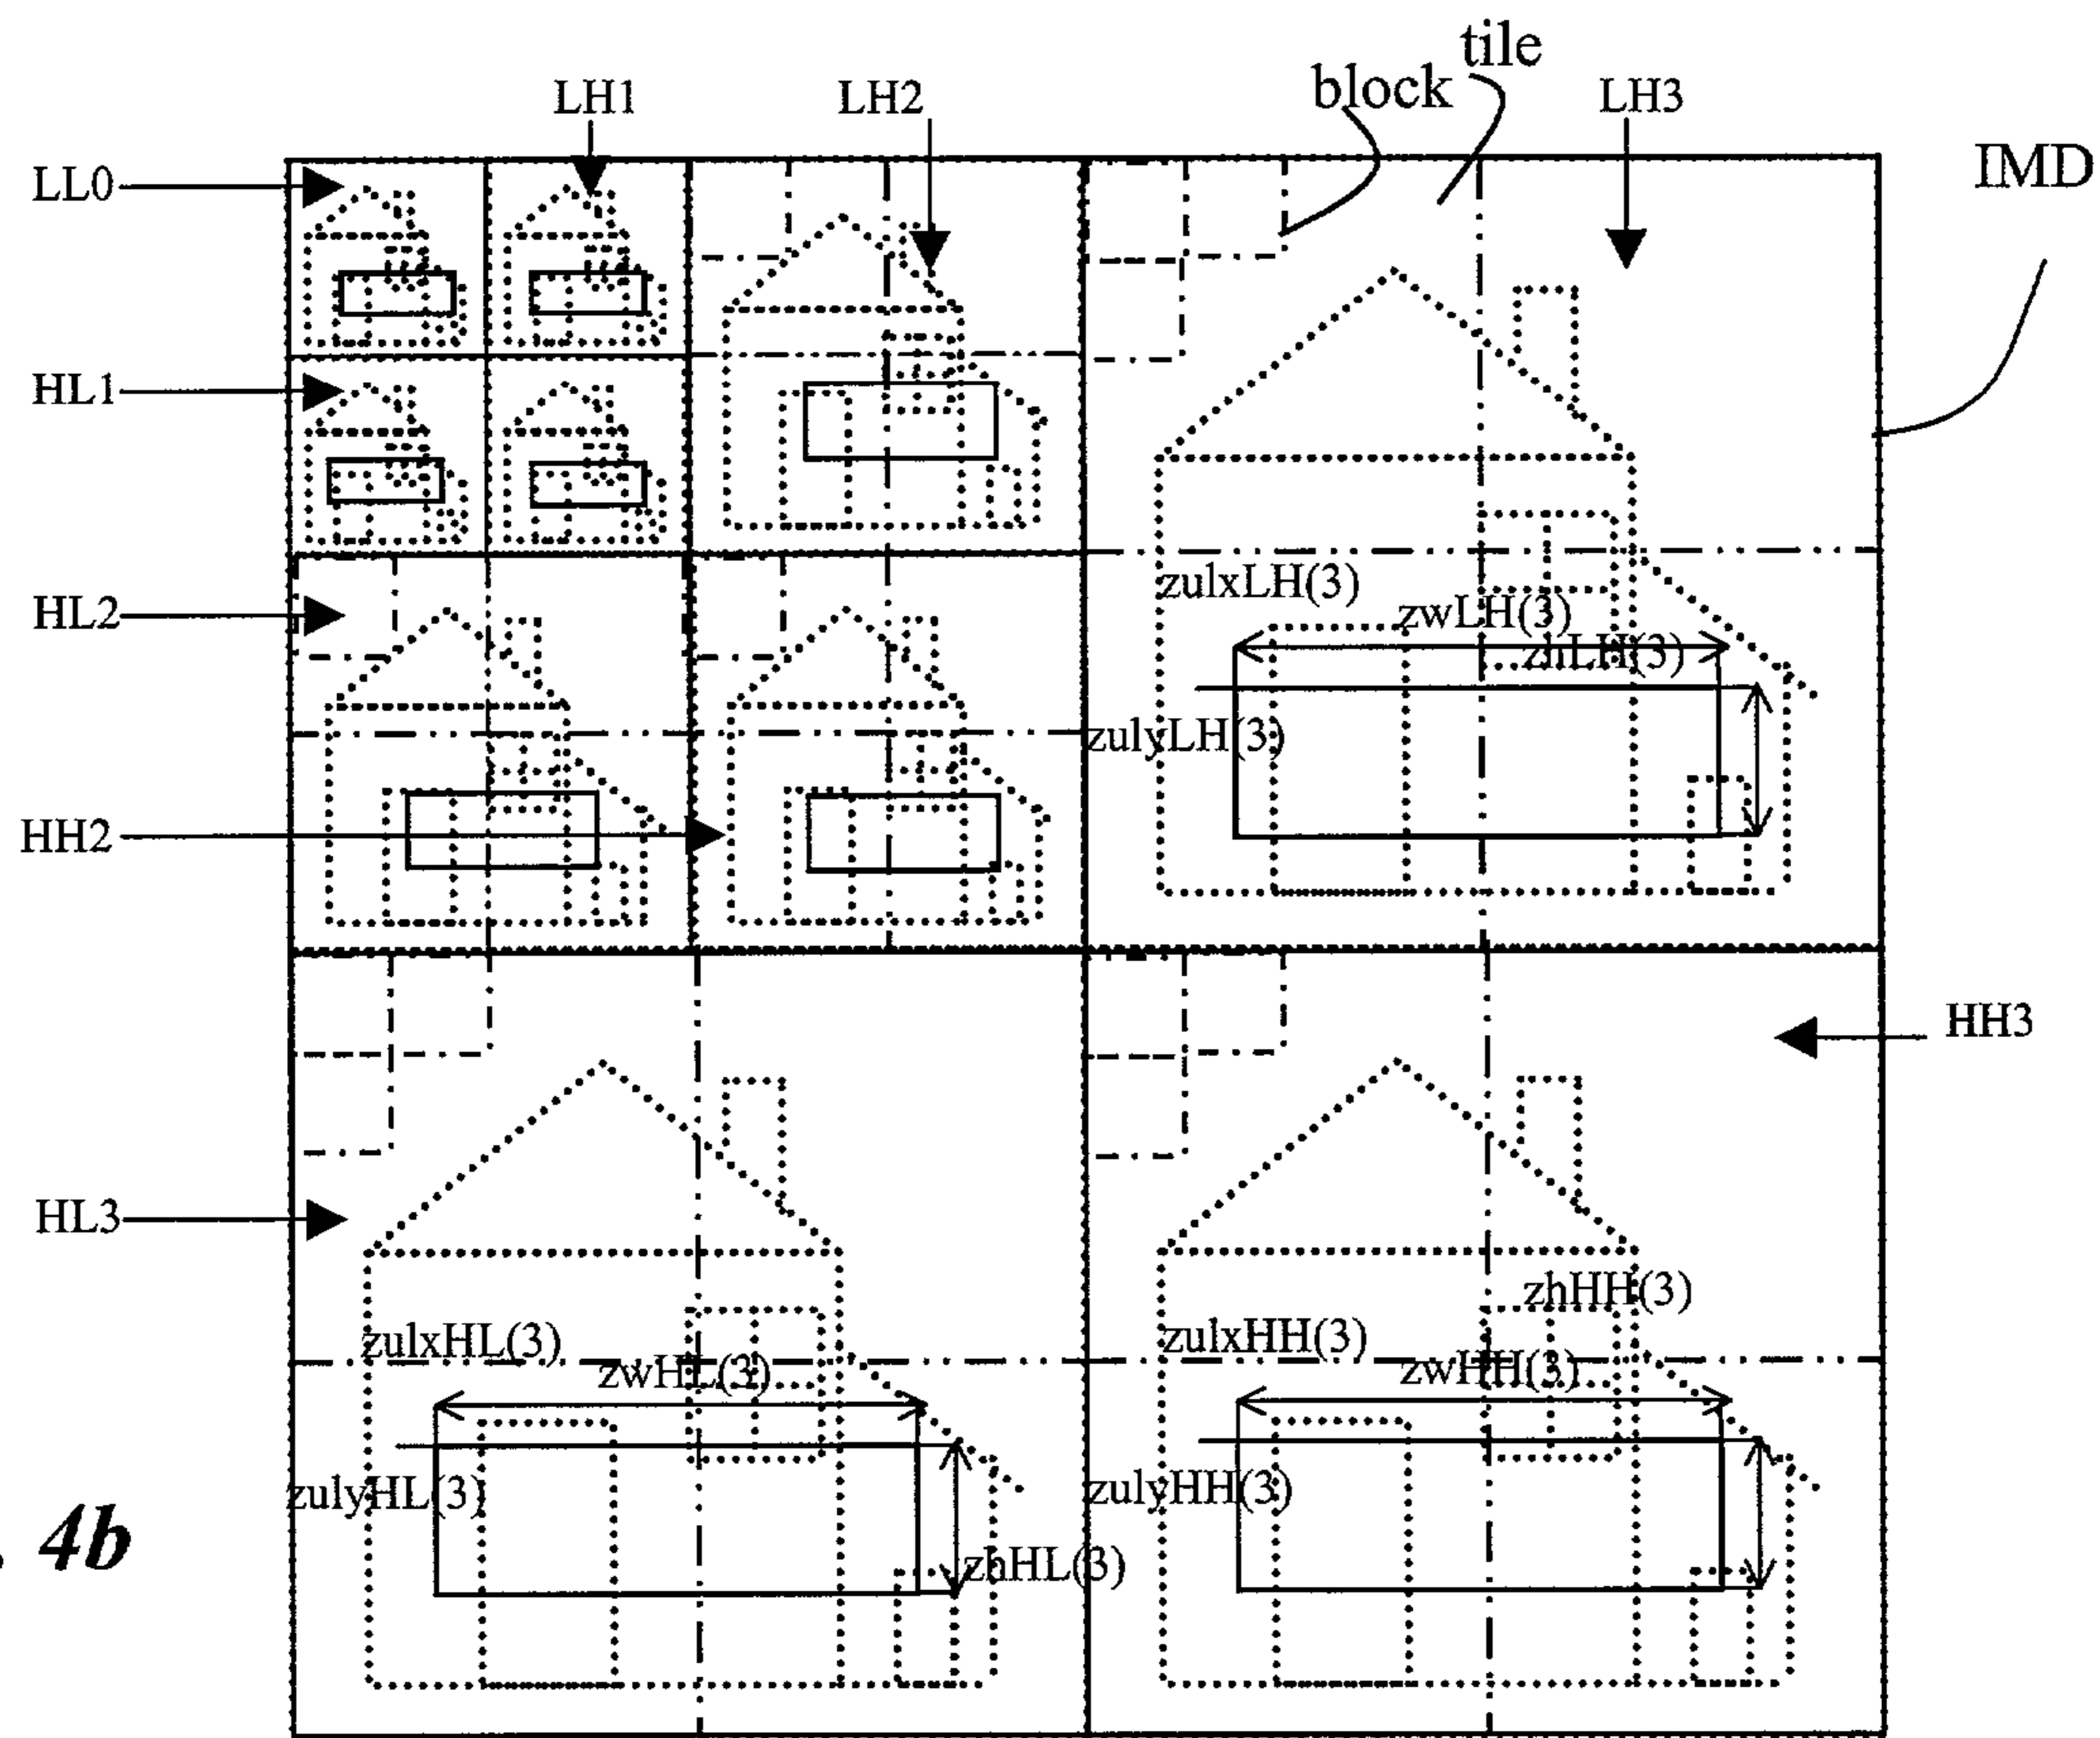 tile
block
LH1
LH2
LH3
IMD
LL0
HL1
HL2
zulxLH(3)
zwLH(3)
zhLH(3)
zulyLH(3)
HH2
HH3
HL3
zhHH(3)
zulxHL(3)
zulxHH(3)
zwHL(3)
zwHH(3)
zulyHL(3)
zulyHH(3)
4b
zhHL(3)